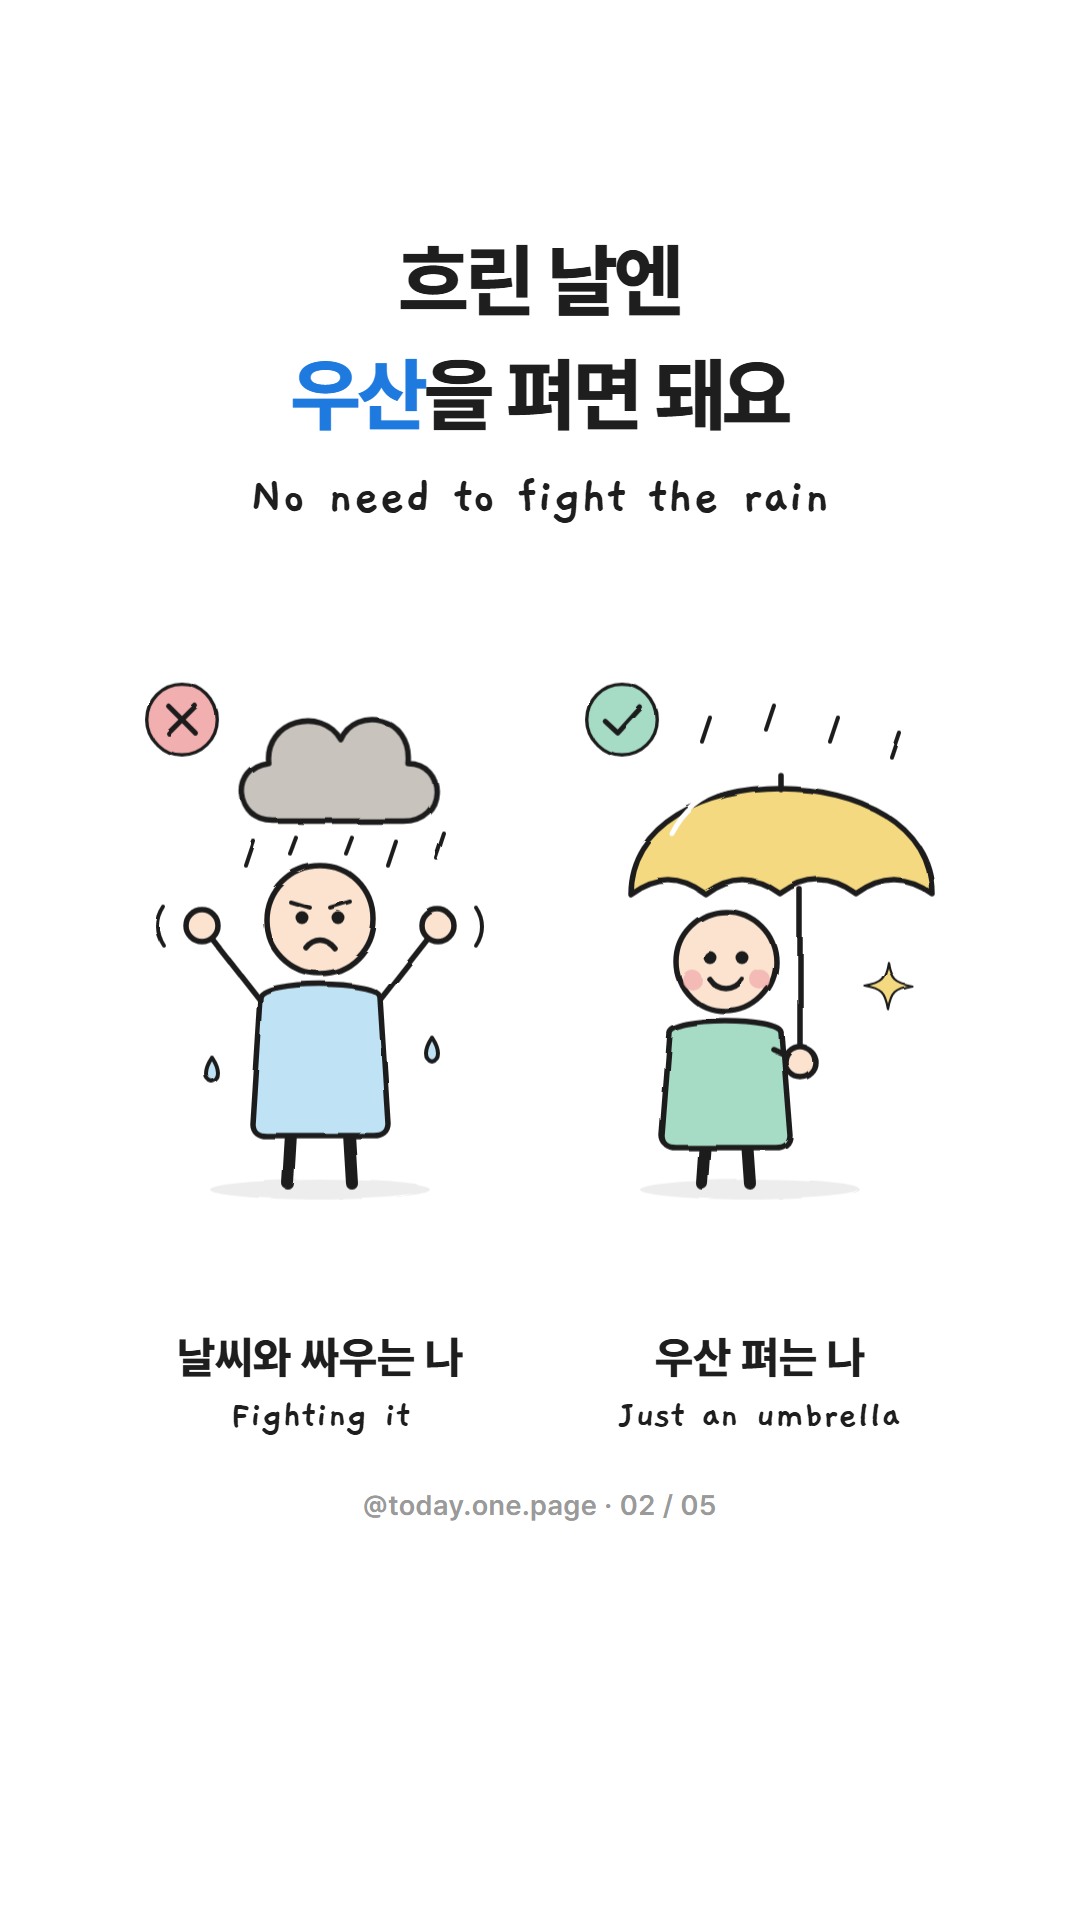 흐린 날엔
우산을 펴면 돼요
No need to fight the rain
날씨와 싸우는 나
Fighting it
우산 펴는 나
Just an umbrella
@today.one.page · 02 / 05